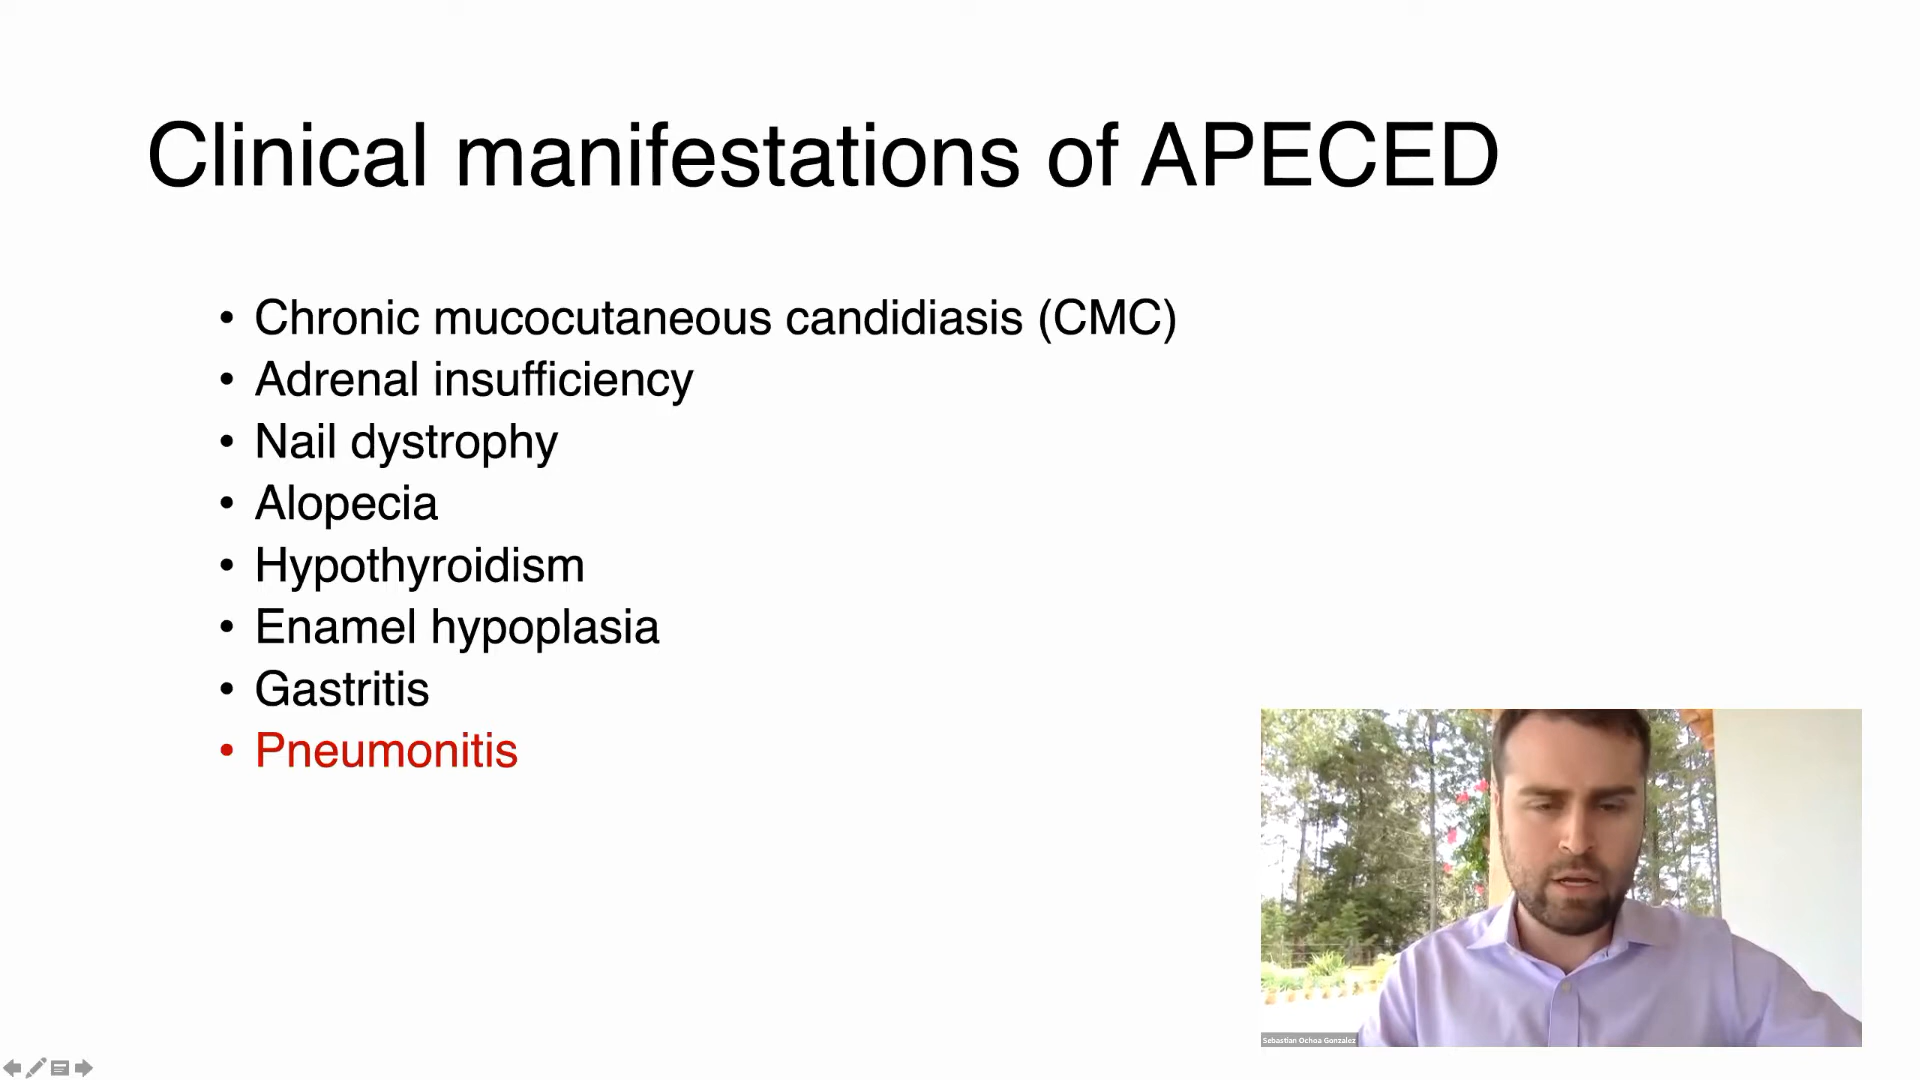 Clinical manifestations of APECED
• Chronic mucocutaneous candidiasis (CMC)
• Adrenal insufficiency
• Nail dystrophy
• Alopecia
• Hypothyroidism
• Enamel hypoplasia
• Gastritis
• Pneumonitis
Sebastian Ochoa Gonzalez